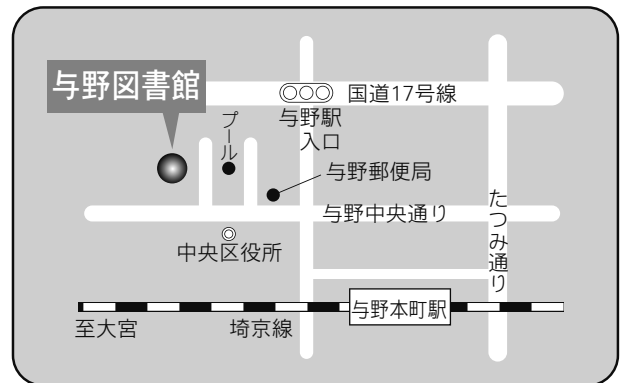 与野図書館
国道17号線
与野駅
入口
プール
与野郵便局
与野中央通り
たつみ通り
中央区役所
与野本町駅
至大宮
埼京線